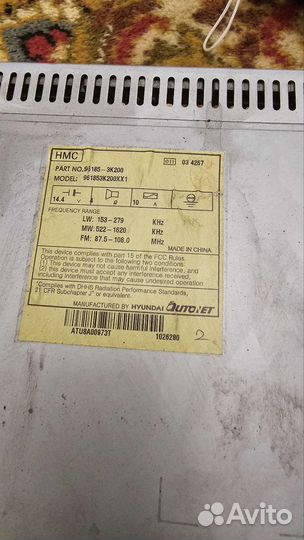 HMC
PART NO.96185-3K200
MODEL: 961853K200XX1
e11 03 4257
14.4 V 10
FREQUENCY RANGE
LW: 153-279 KHz
MW: 522-1620 KHz
FM: 87.5-108.0 MHz
MADE IN CHINA
This device complies with part 15 of the FCC Rules.
Operation is subject to the following two conditions:
(1) This device may not cause harmful interference, and
(2) this device must accept any interference received,
including interference that may cause undesired
operation.
"Complies with DHHS Radiation Performance Standards,
21 CFR Subchapter J" or equivalent.
MANUFACTURED BY HYUNDAI AUTONET
ATU8A00973T
1026280
2
Avito